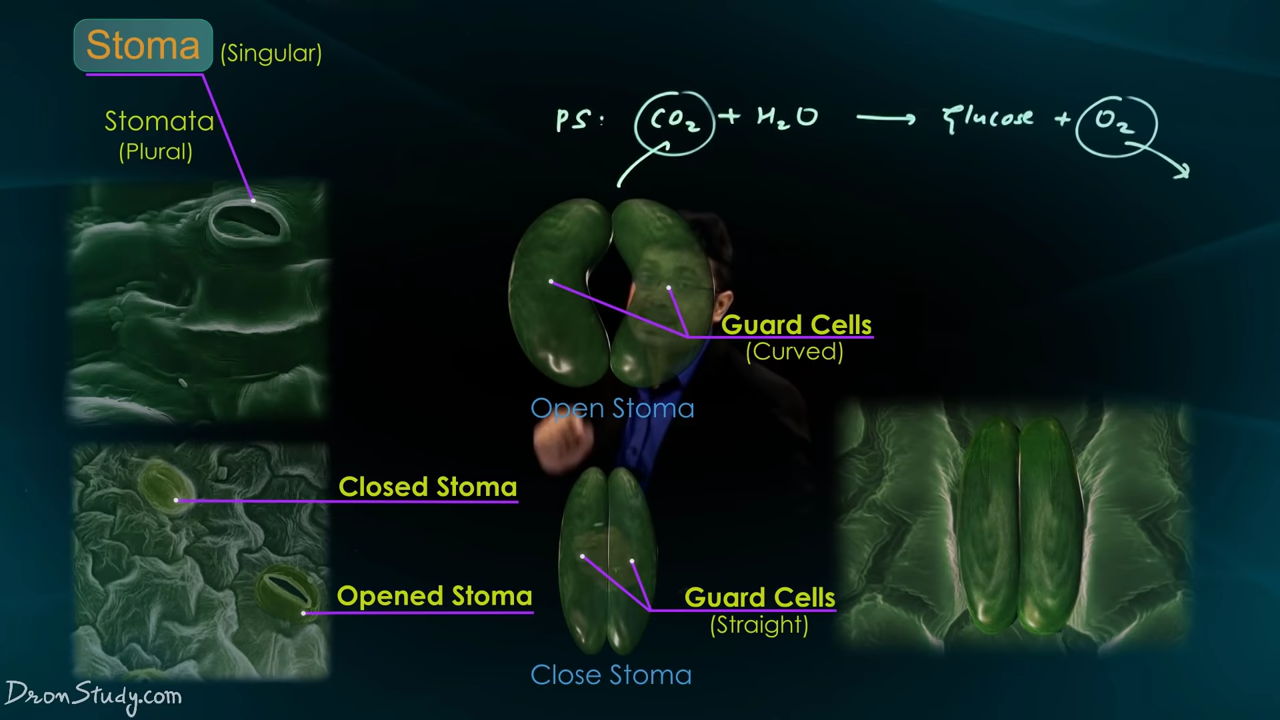 Stoma (Singular)
Stomata
(Plural)
PS: CO₂ + H₂O → glucose + O₂
Guard Cells
(Curved)
Open Stoma
Closed Stoma
Opened Stoma
Guard Cells
(Straight)
Close Stoma
DronStudy.com